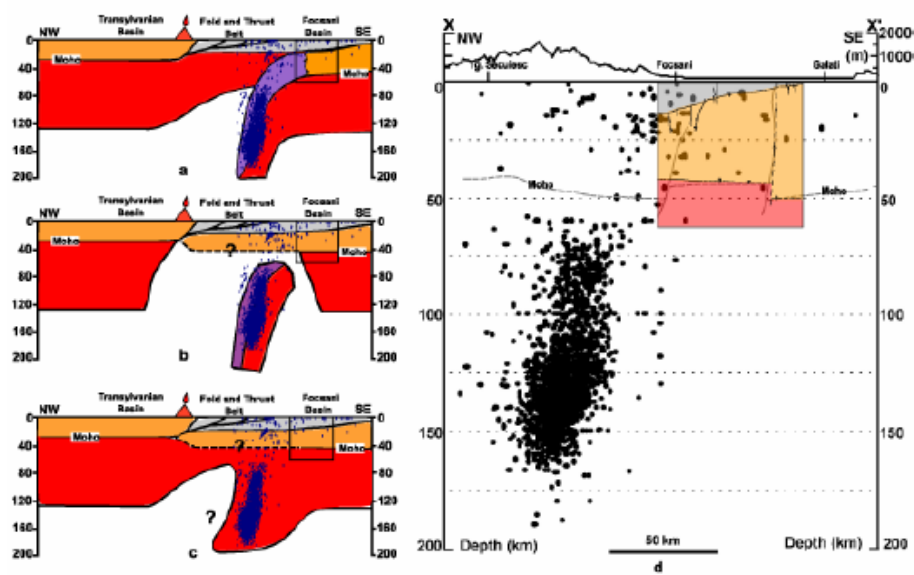 Transylvanian Basin
Fold and Thrust Belt
Focsani Basin
NW
SE
0
40
80
120
160
200
Moho
Moho
0
40
80
120
160
200
a
Transylvanian Basin
Fold and Thrust Belt
Focsani Basin
NW
SE
0
40
80
120
160
200
Moho
?
Moho
0
40
80
120
160
200
b
Transylvanian Basin
Fold and Thrust Belt
Focsani Basin
NW
SE
0
40
80
120
160
200
Moho
?
Moho
?
0
40
80
120
160
200
c
X
X'
NW
SE
2000
1000
(m)
Tg. Secuiesc
Focsani
Galati
0
0
Moho
Moho
50
50
100
100
150
150
200
200
Depth (km)
50 km
Depth (km)
d